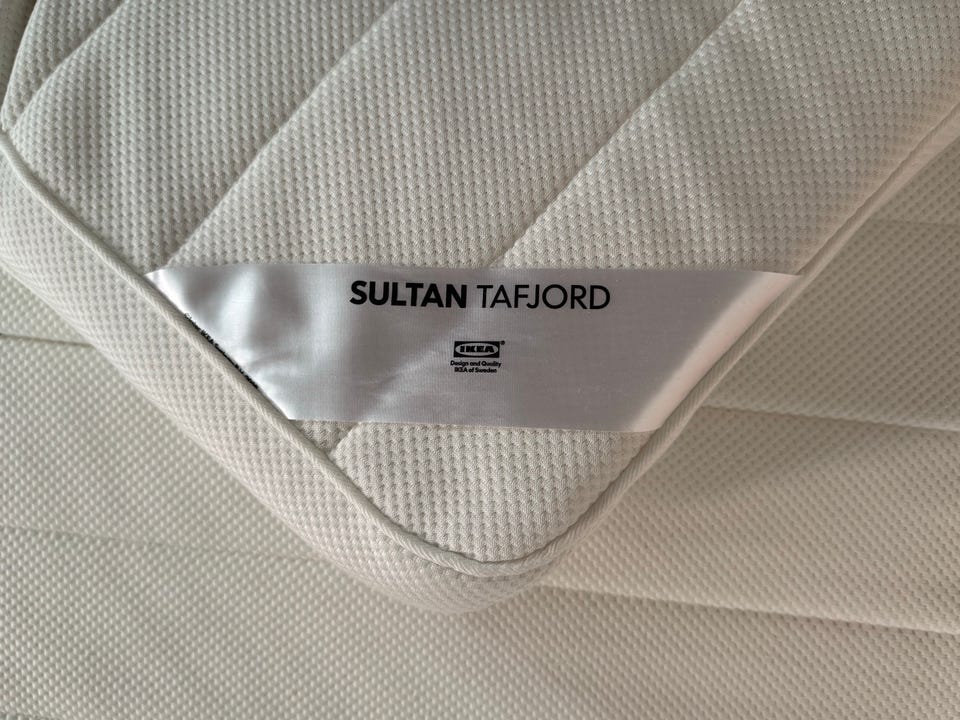 SULTAN TAFJORD
IKEA®
Design and Quality
IKEA of Sweden